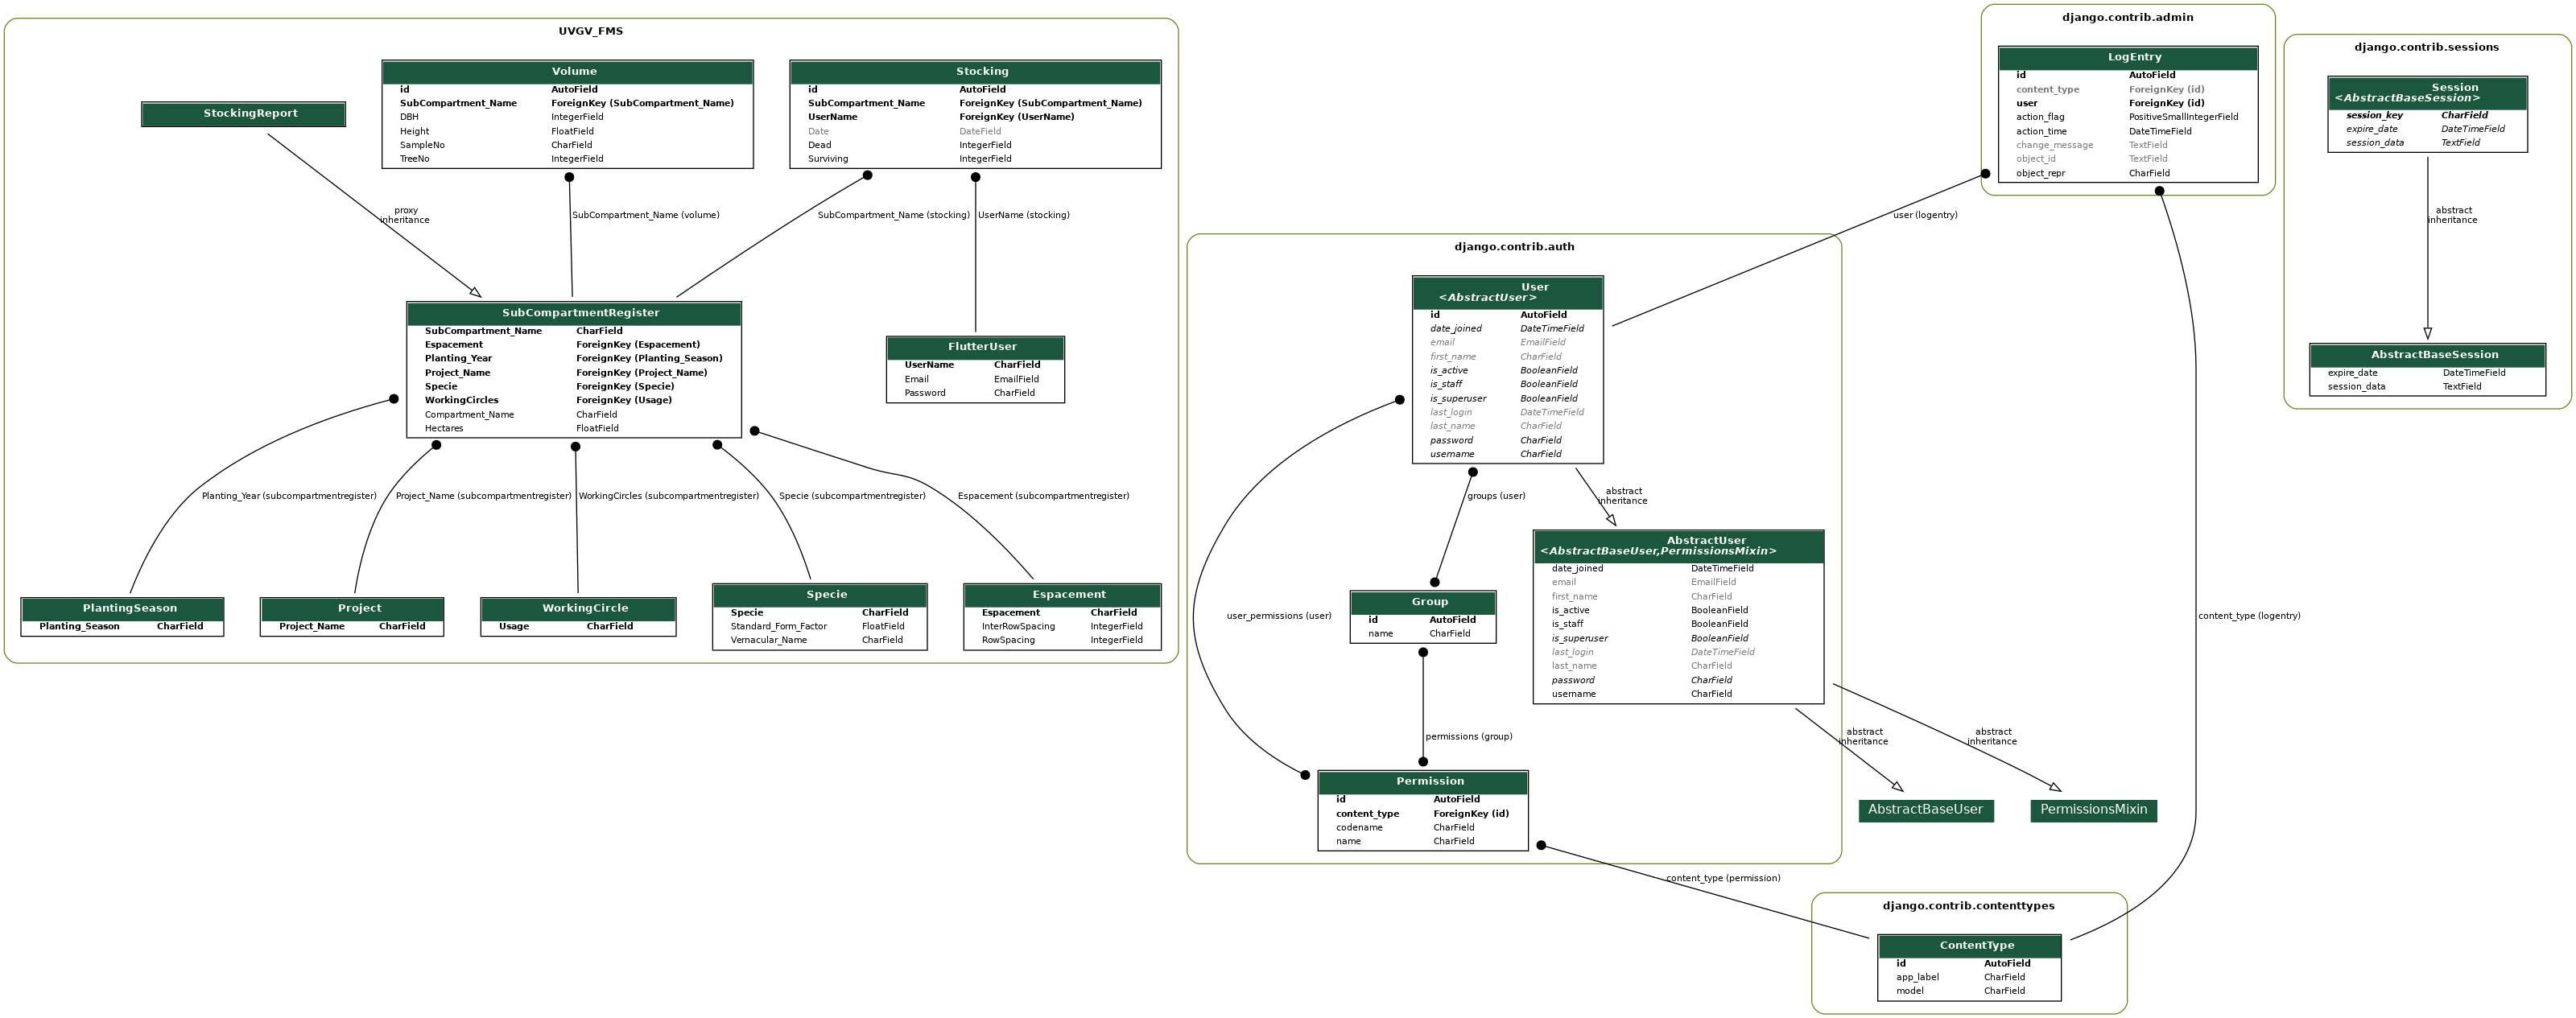 UVGV_FMS
StockingReport
Volume
id AutoField
SubCompartment_Name ForeignKey (SubCompartment_Name)
DBH IntegerField
Height FloatField
SampleNo CharField
TreeNo IntegerField
Stocking
id AutoField
SubCompartment_Name ForeignKey (SubCompartment_Name)
UserName ForeignKey (UserName)
Date DateField
Dead IntegerField
Surviving IntegerField
proxy
inheritance
SubCompartment_Name (volume)
SubCompartment_Name (stocking)
UserName (stocking)
SubCompartmentRegister
SubCompartment_Name CharField
Espacement ForeignKey (Espacement)
Planting_Year ForeignKey (Planting_Season)
Project_Name ForeignKey (Project_Name)
Specie ForeignKey (Specie)
WorkingCircles ForeignKey (Usage)
Compartment_Name CharField
Hectares FloatField
FlutterUser
UserName CharField
Email EmailField
Password CharField
Planting_Year (subcompartmentregister)
Project_Name (subcompartmentregister)
WorkingCircles (subcompartmentregister)
Specie (subcompartmentregister)
Espacement (subcompartmentregister)
PlantingSeason
Planting_Season CharField
Project
Project_Name CharField
WorkingCircle
Usage CharField
Specie
Specie CharField
Standard_Form_Factor FloatField
Vernacular_Name CharField
Espacement
Espacement CharField
InterRowSpacing IntegerField
RowSpacing IntegerField
django.contrib.admin
LogEntry
id AutoField
content_type ForeignKey (id)
user ForeignKey (id)
action_flag PositiveSmallIntegerField
action_time DateTimeField
change_message TextField
object_id TextField
object_repr CharField
user (logentry)
content_type (logentry)
django.contrib.sessions
Session
<AbstractBaseSession>
session_key CharField
expire_date DateTimeField
session_data TextField
abstract
inheritance
AbstractBaseSession
expire_date DateTimeField
session_data TextField
django.contrib.auth
User
<AbstractUser>
id AutoField
date_joined DateTimeField
email EmailField
first_name CharField
is_active BooleanField
is_staff BooleanField
is_superuser BooleanField
last_login DateTimeField
last_name CharField
password CharField
username CharField
groups (user)
abstract
inheritance
user_permissions (user)
AbstractUser
<AbstractBaseUser,PermissionsMixin>
date_joined DateTimeField
email EmailField
first_name CharField
is_active BooleanField
is_staff BooleanField
is_superuser BooleanField
last_login DateTimeField
last_name CharField
password CharField
username CharField
Group
id AutoField
name CharField
permissions (group)
abstract
inheritance
abstract
inheritance
Permission
id AutoField
content_type ForeignKey (id)
codename CharField
name CharField
AbstractBaseUser
PermissionsMixin
content_type (permission)
django.contrib.contenttypes
ContentType
id AutoField
app_label CharField
model CharField